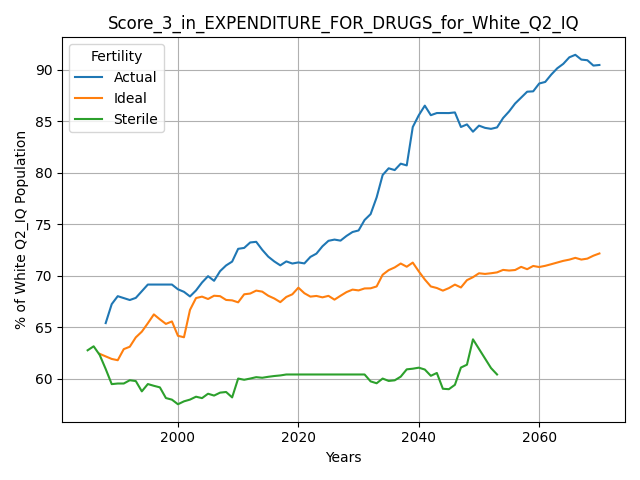 Score_3_in_EXPENDITURE_FOR_DRUGS_for_White_Q2_IQ
Fertility
Actual
Ideal
Sterile
% of White Q2_IQ Population
90
85
80
75
70
65
60
2000
2020
2040
2060
Years